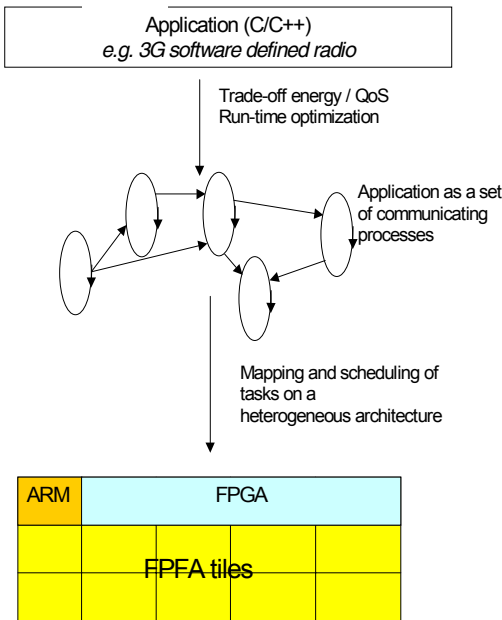 Application (C/C++)
e.g. 3G software defined radio
Trade-off energy / QoS
Run-time optimization
Application as a set
of communicating
processes
Mapping and scheduling of
tasks on a
heterogeneous architecture
ARM
FPGA
FPFA tiles